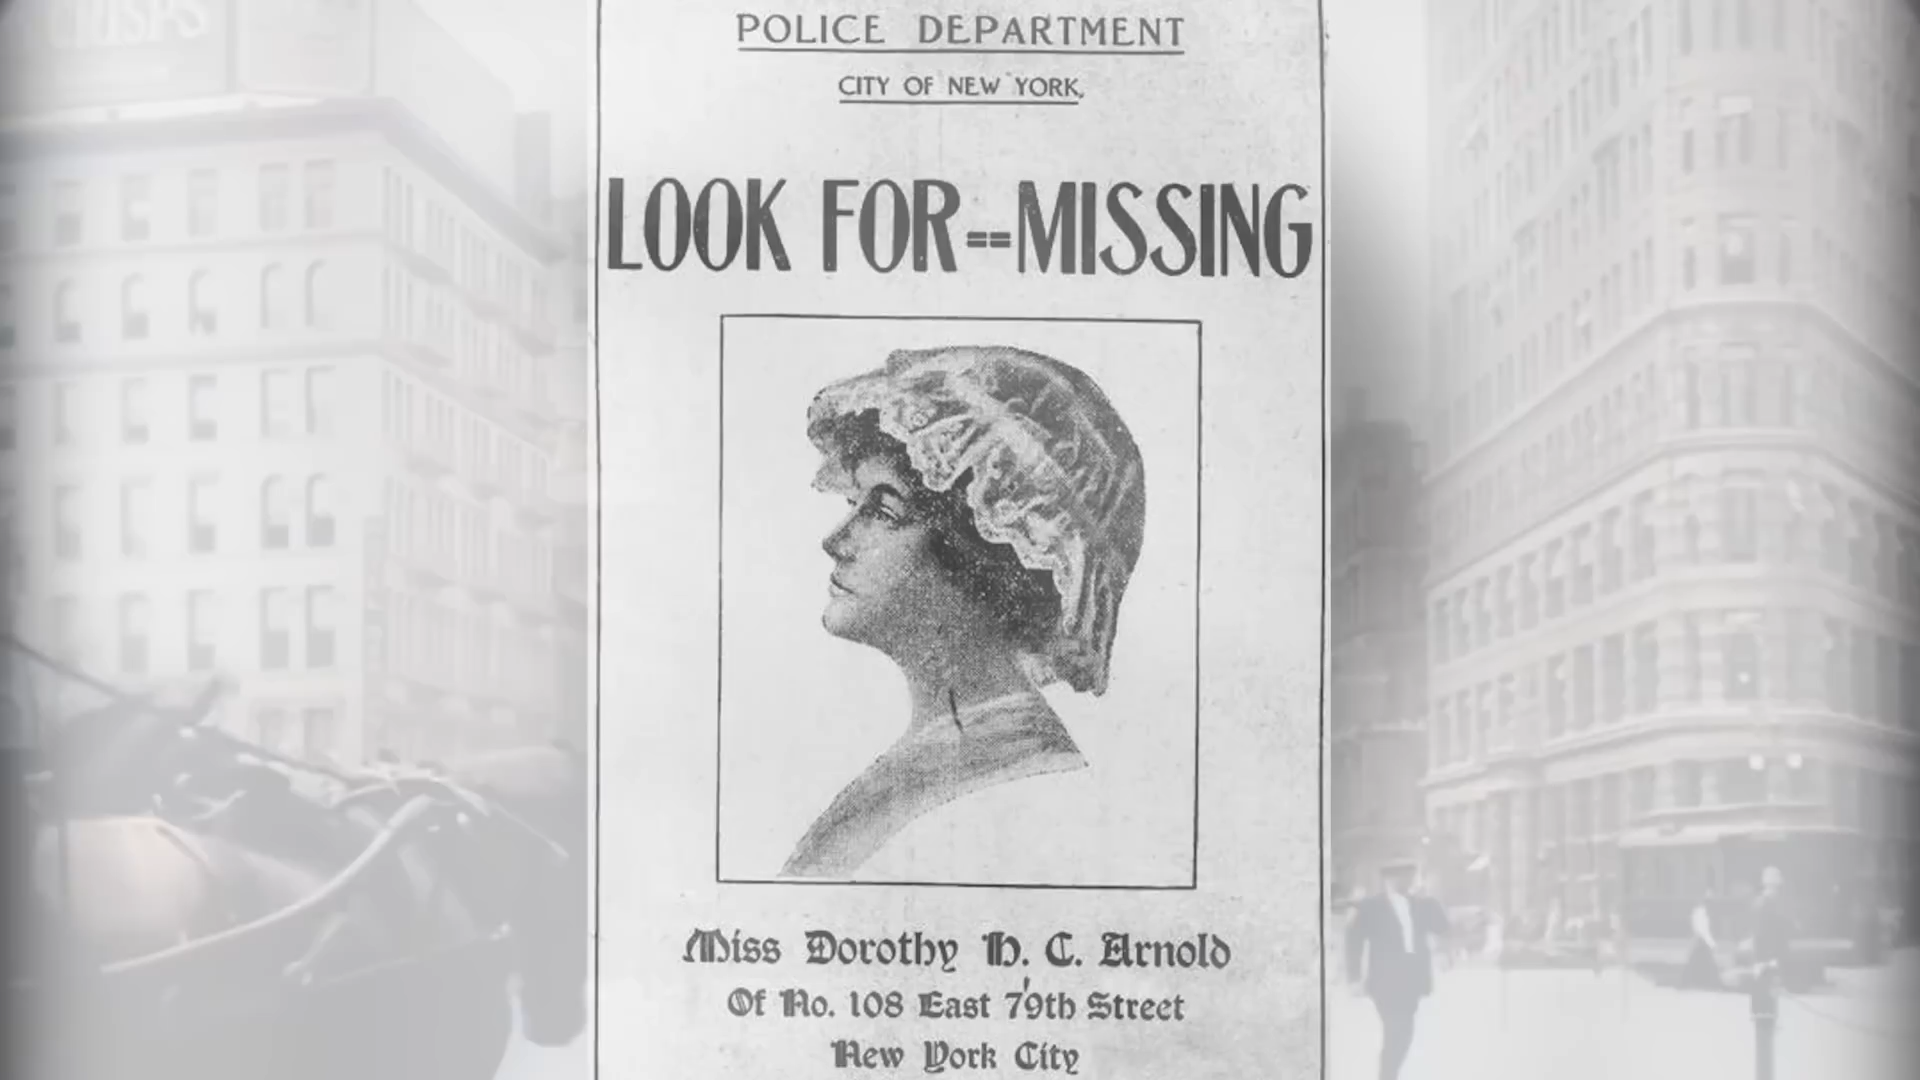 CRISPS
POLICE DEPARTMENT
CITY OF NEW YORK.
LOOK FOR==MISSING
Miss Dorothy H. C. Arnold
Of No. 108 East 79th Street
New York City